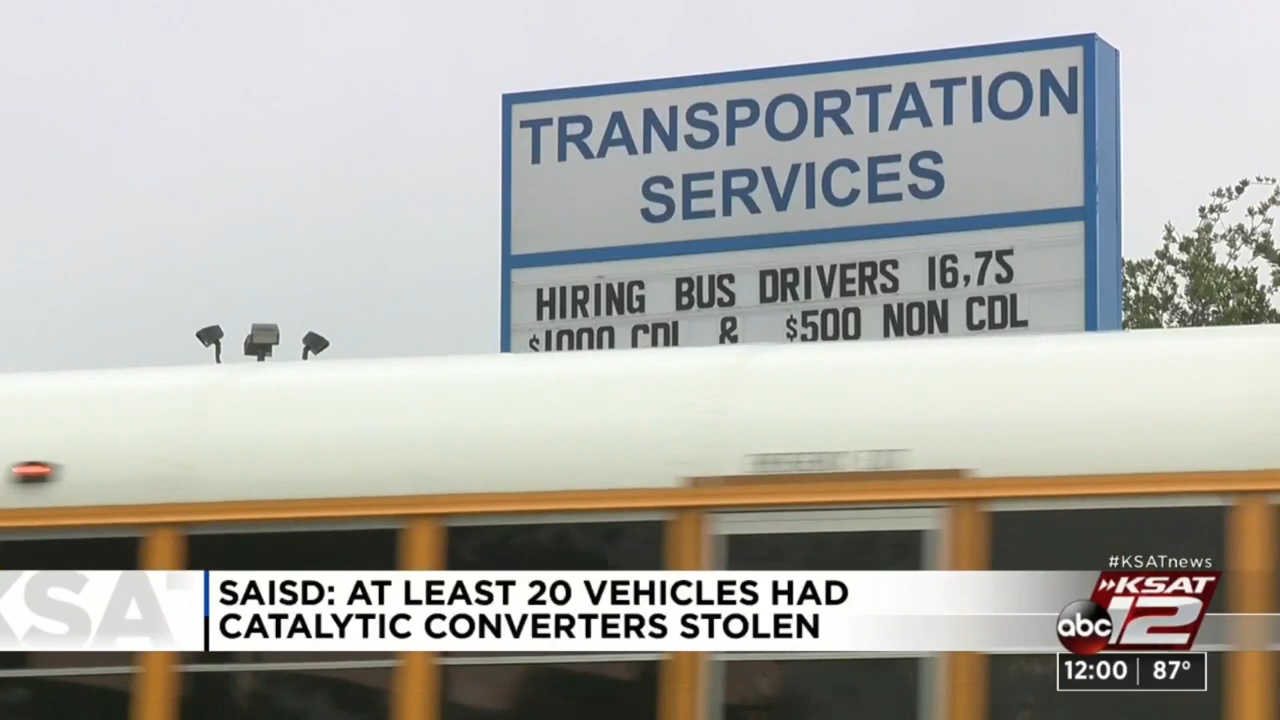 TRANSPORTATION
SERVICES
HIRING BUS DRIVERS 16,75
$1000 CDL & $500 NON CDL
#KSATnews
KSAT
SAISD: AT LEAST 20 VEHICLES HAD
CATALYTIC CONVERTERS STOLEN
KSAT
abc 12
12:00 87°